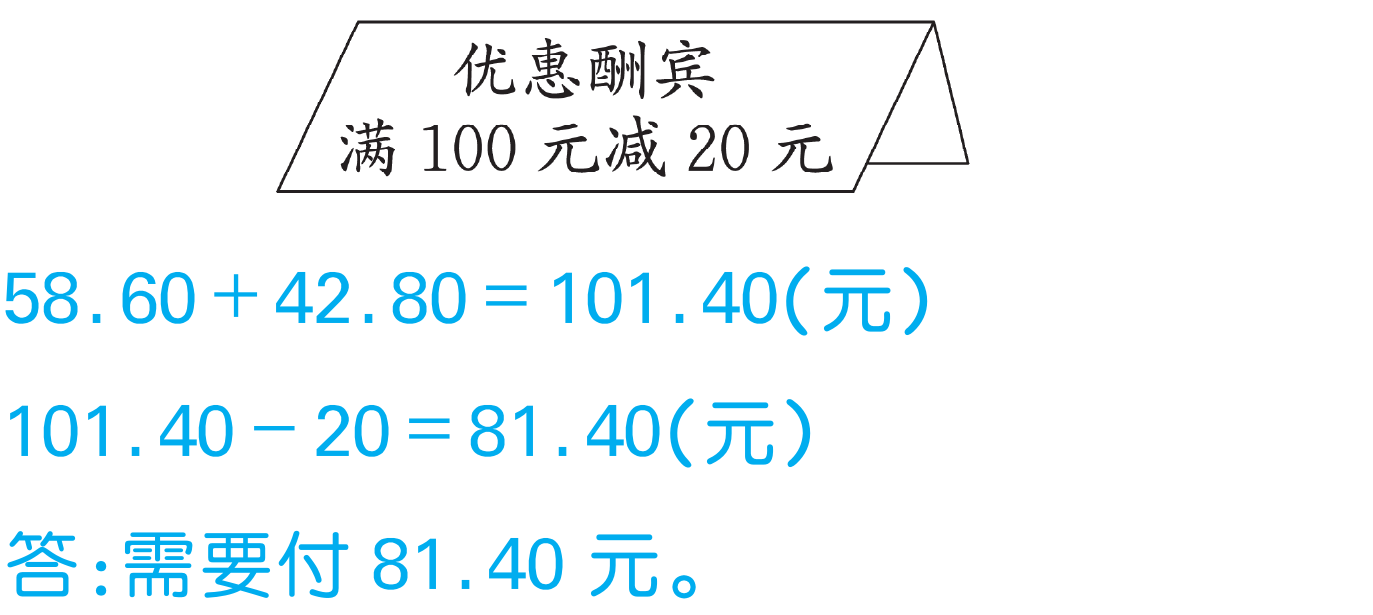 优惠酬宾
满 100 元减 20 元
58.60+42.80=101.40(元)
101.40-20=81.40(元)
答:需要付 81.40 元。